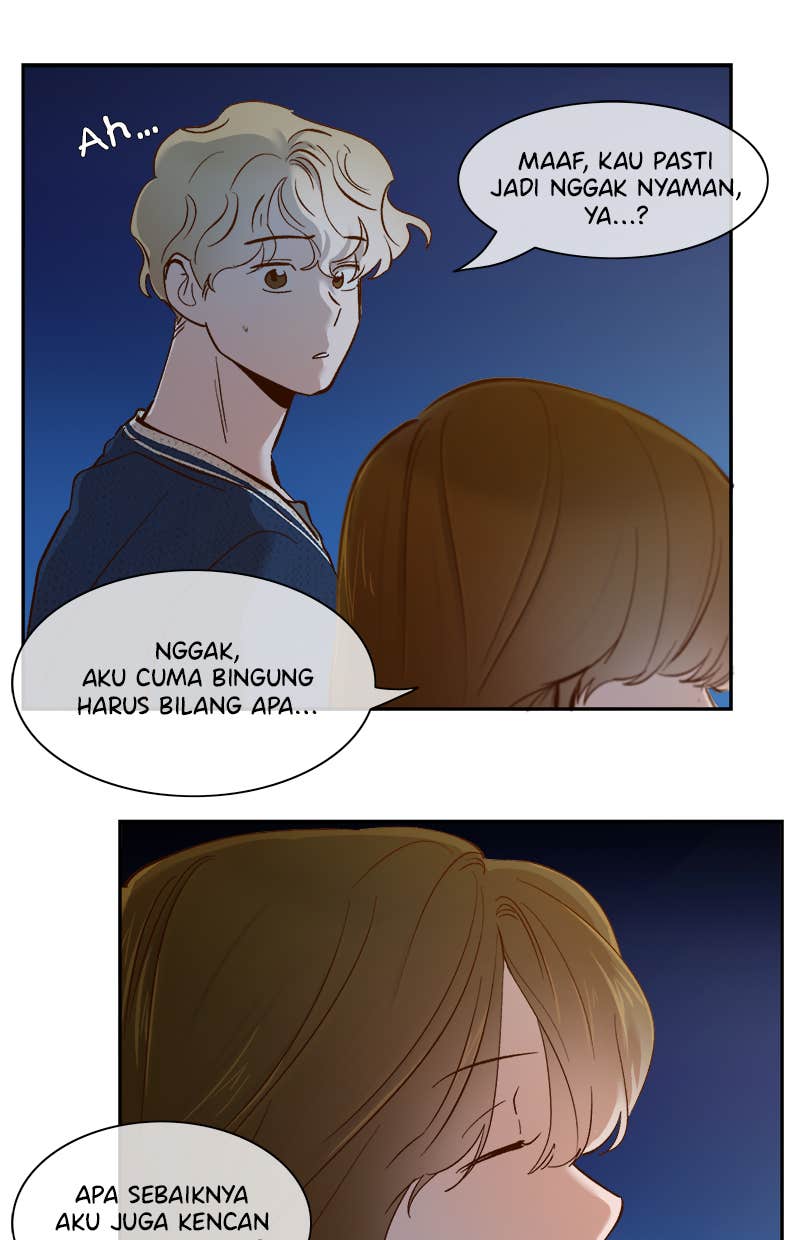 Ah...
MAAF, KAU PASTI
JADI NGGAK NYAMAN,
YA...?
NGGAK,
AKU CUMA BINGUNG
HARUS BILANG APA...
APA SEBAIKNYA
AKU JUGA KENCAN